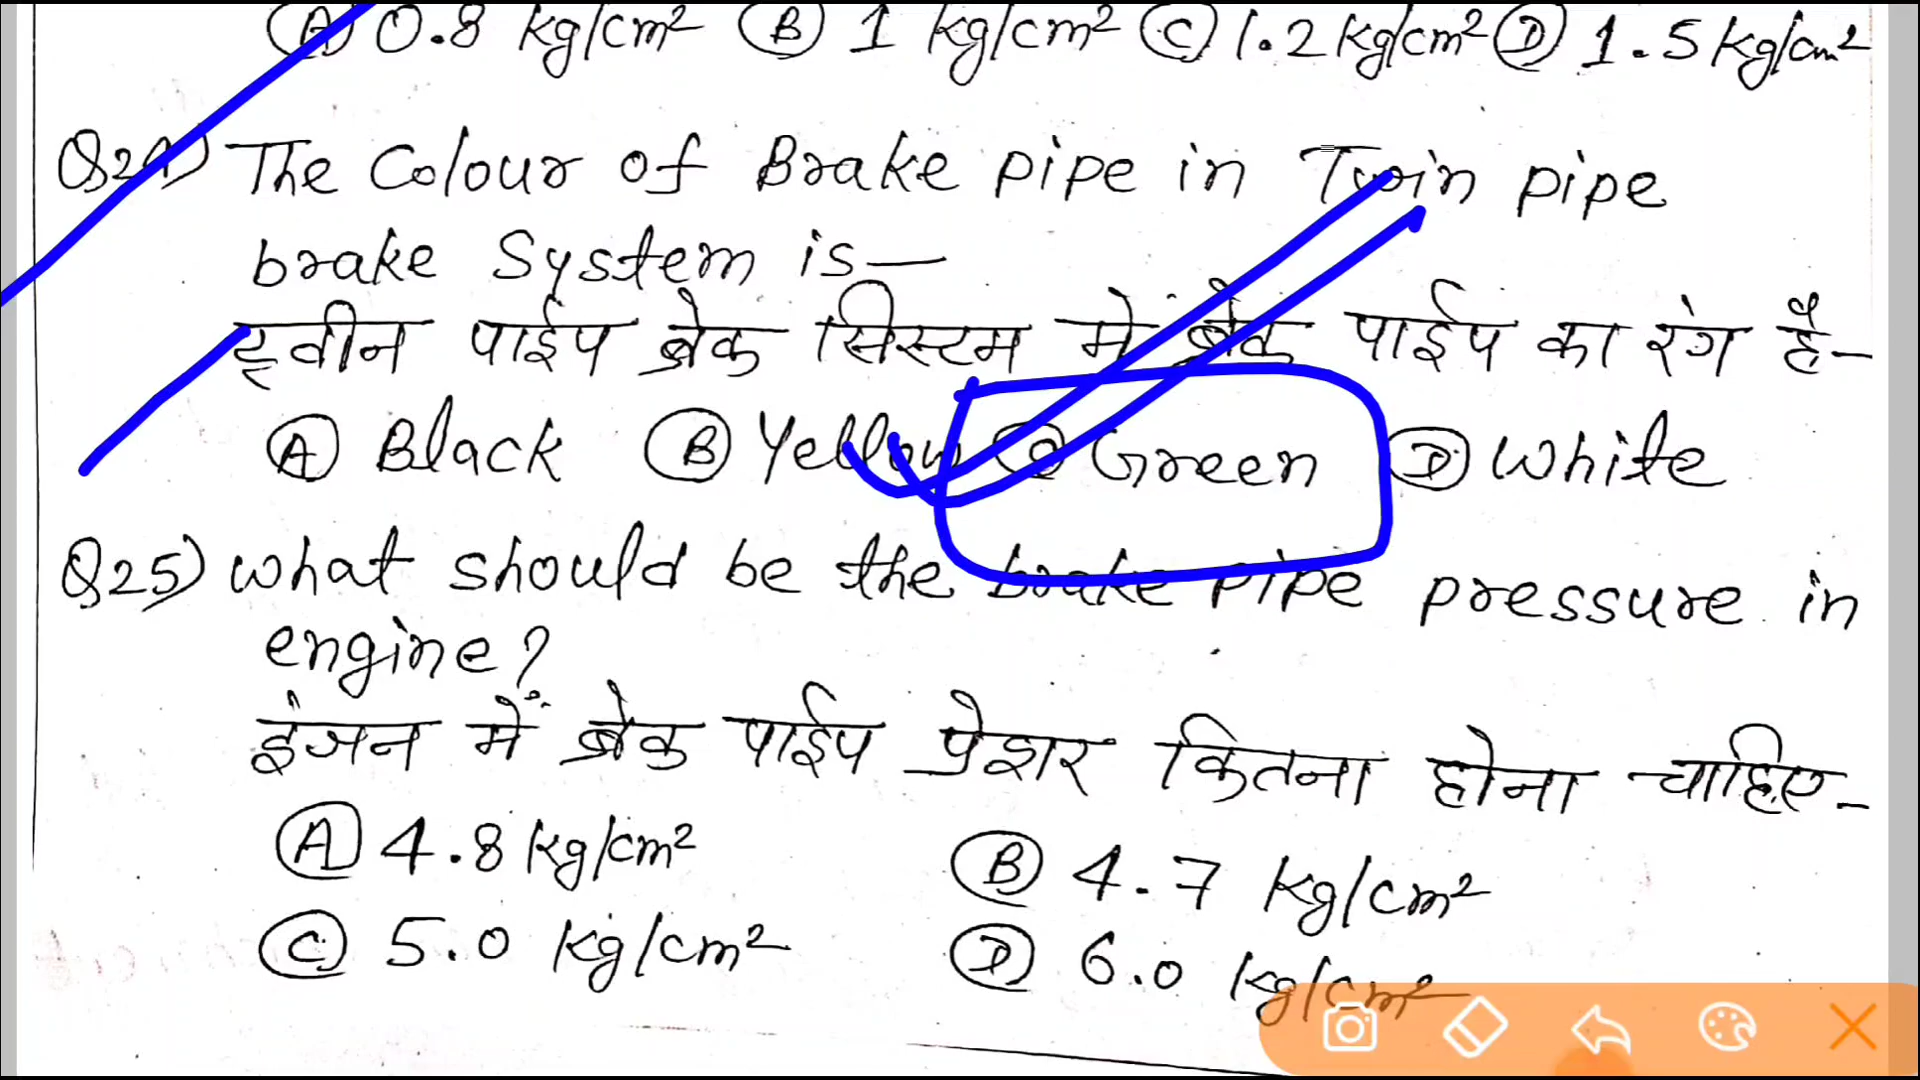 (A) 0.8 kg/cm² (B) 1 kg/cm² (C) 1.2 kg/cm² (D) 1.5 kg/cm²
Q24) The Colour of Brake pipe in Twin pipe
brake System is—
ट्वीन पाईप ब्रेक सिस्टम मे ब्रेक पाईप का रंग है-
(A) Black (B) Yellow (C) Green (D) White
Q25) What should be the brake pipe pressure in
engine?
इंजन में ब्रेक पाईप प्रेशर कितना होना चाहिए-
(A) 4.8 kg/cm² (B) 4.7 kg/cm²
(C) 5.0 kg/cm² (D) 6.0 kg/cm²